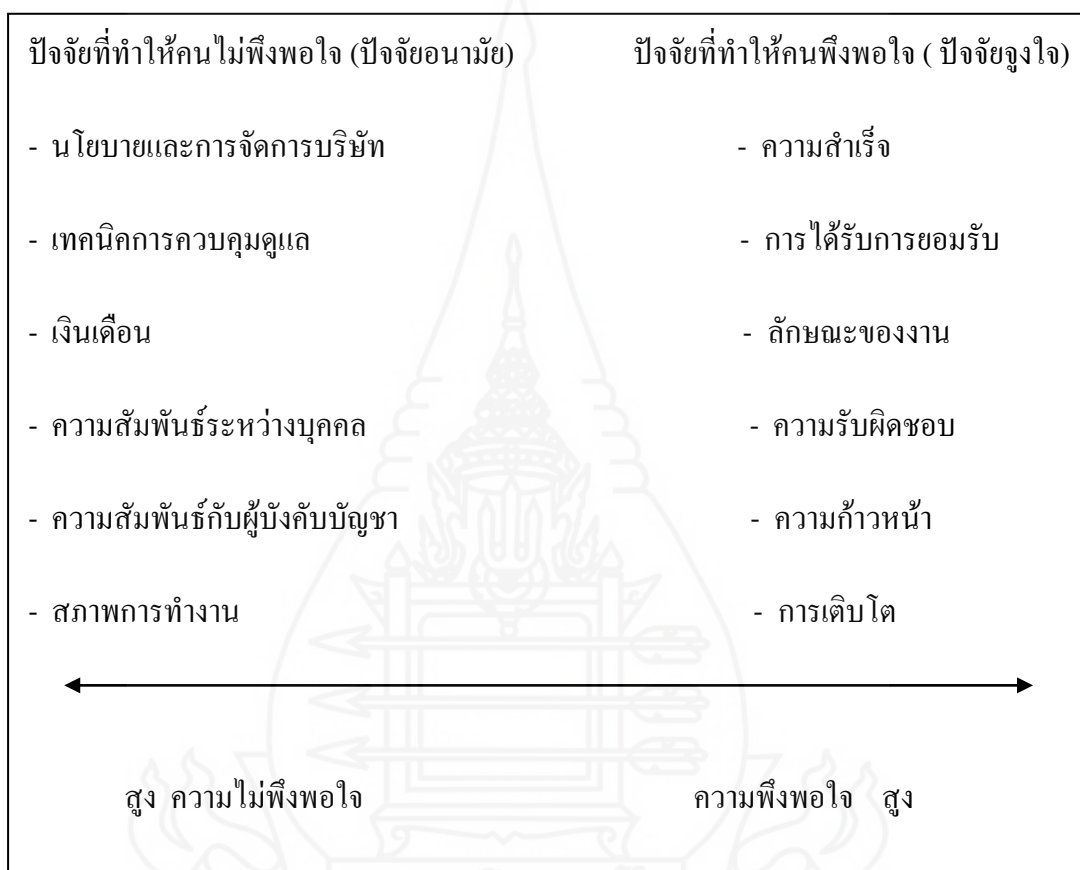 ปัจจัยที่ทำให้คนไม่พึงพอใจ (ปัจจัยอนามัย) ปัจจัยที่ทำให้คนพึงพอใจ ( ปัจจัยจูงใจ)
- นโยบายและการจัดการบริษัท - ความสำเร็จ
- เทคนิคการควบคุมดูแล - การได้รับการยอมรับ
- เงินเดือน - ลักษณะของงาน
- ความสัมพันธ์ระหว่างบุคคล - ความรับผิดชอบ
- ความสัมพันธ์กับผู้บังคับบัญชา - ความก้าวหน้า
- สภาพการทำงาน - การเติบโต
สูง ความไม่พึงพอใจ ความพึงพอใจ สูง